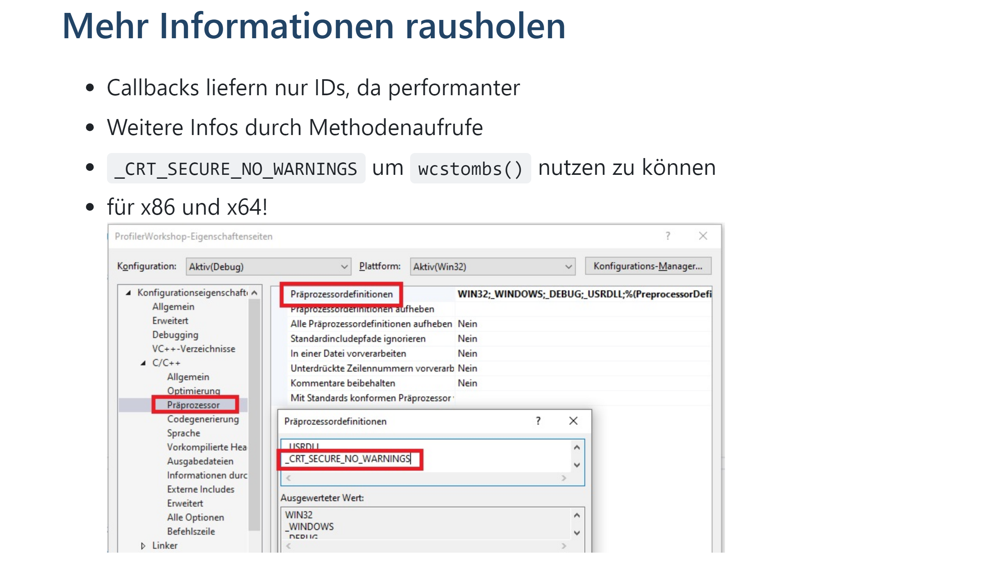 Mehr Informationen rausholen
Callbacks liefern nur IDs, da performanter
Weitere Infos durch Methodenaufrufe
_CRT_SECURE_NO_WARNINGS um wcstombs() nutzen zu können
für x86 und x64!
ProfilerWorkshop-Eigenschaftenseiten
Konfiguration: Aktiv(Debug) Plattform: Aktiv(Win32) Konfigurations-Manager...
Konfigurationseigenschaft
Allgemein
Erweitert
Debugging
VC++-Verzeichnisse
C/C++
Allgemein
Optimierung
Präprozessor
Codegenerierung
Sprache
Vorkompilierte Hea
Ausgabedateien
Informationen durc
Externe Includes
Erweitert
Alle Optionen
Befehlszeile
Linker
Präprozessordefinitionen WIN32;_WINDOWS;_DEBUG;_USRDLL;%(PreprocessorDefi
Präprozessordefinitionen aufheben
Alle Präprozessordefinitionen aufheben Nein
Standardincludepfade ignorieren Nein
In einer Datei vorverarbeiten Nein
Unterdrückte Zeilennummern vorverarb Nein
Kommentare beibehalten Nein
Mit Standards konformen Präprozessor
Präprozessordefinitionen ?
_USRDLL
_CRT_SECURE_NO_WARNINGS
Ausgewerteter Wert:
WIN32
_WINDOWS
_DEBUG